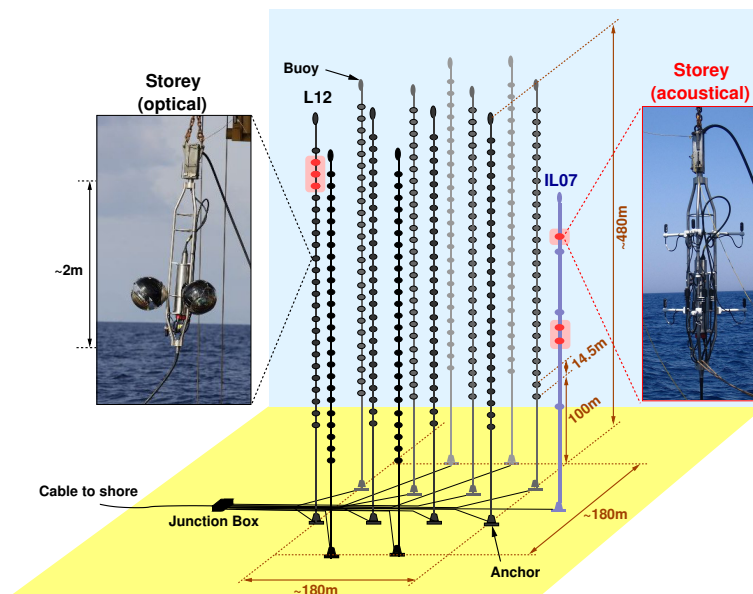 Storey
(optical)
Buoy
L12
Storey
(acoustical)
IL07
~480m
~2m
14.5m
100m
Cable to shore
Junction Box
~180m
Anchor
~180m